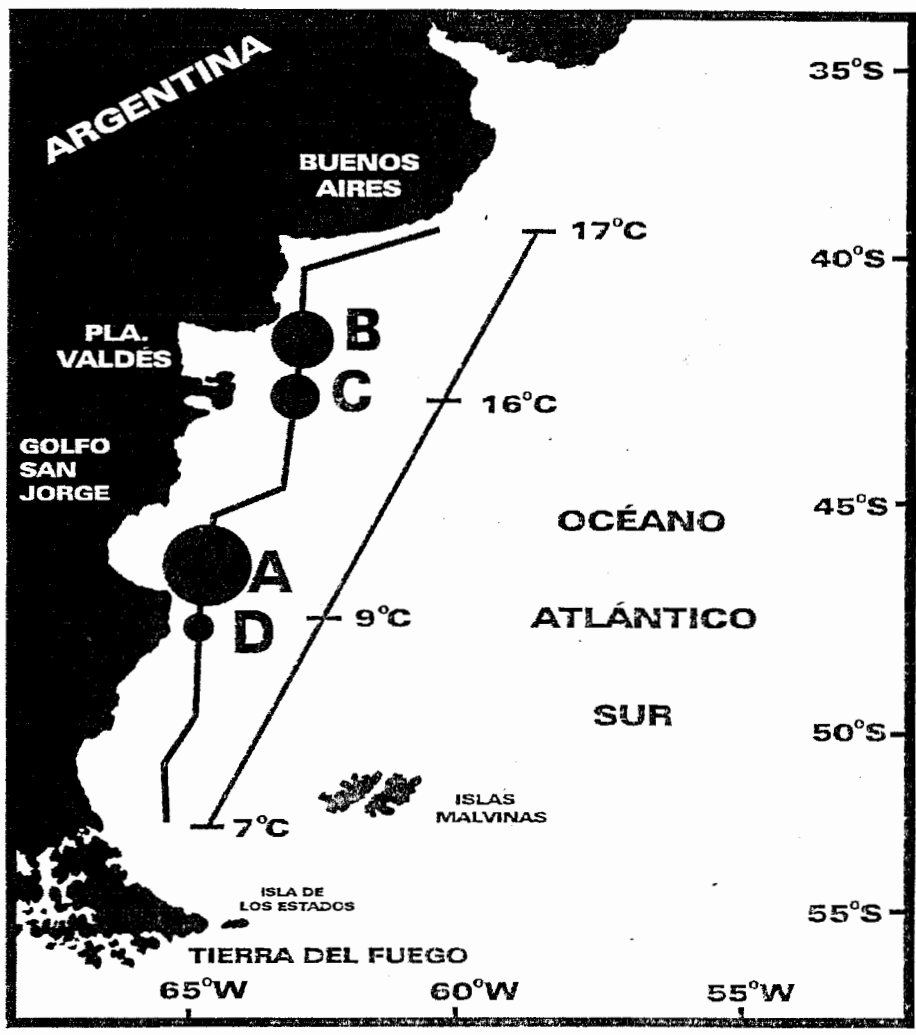 ARGENTINA
35°S
BUENOS
AIRES
17°C
40°S
PLA.
VALDÉS
B
C
16°C
GOLFO
SAN
JORGE
45°S
OCÉANO
A
D
9°C
ATLÁNTICO
SUR
50°S
ISLAS
MALVINAS
7°C
ISLA DE
LOS ESTADOS
55°S
TIERRA DEL FUEGO
65°W
60°W
55°W